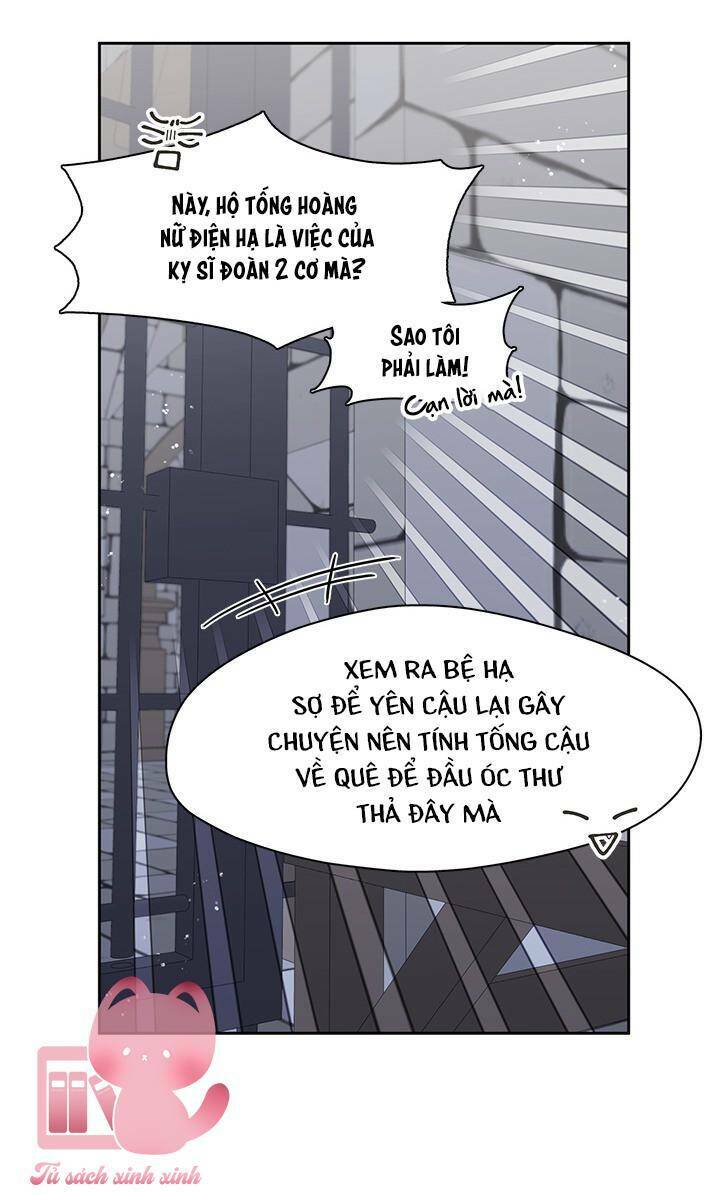 NÀY, HỘ TỐNG HOÀNG
NỮ ĐIỆN HẠ LÀ VIỆC CỦA
KỴ SĨ ĐOÀN 2 CƠ MÀ?
SAO TÔI
PHẢI LÀM!
Cạn lời mà!
XEM RA BỆ HẠ
SỢ ĐỂ YÊN CẬU LẠI GÂY
CHUYỆN NÊN TÍNH TỐNG CẬU
VỀ QUÊ ĐỂ ĐẦU ÓC THƯ
THẢ ĐÂY MÀ
Tủ sách xinh xinh